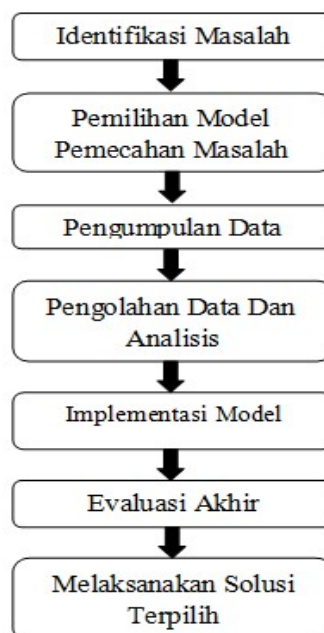 Identifikasi Masalah
Pemilihan Model
Pemecahan Masalah
Pengumpulan Data
Pengolahan Data Dan
Analisis
Implementasi Model
Evaluasi Akhir
Melaksanakan Solusi
Terpilih